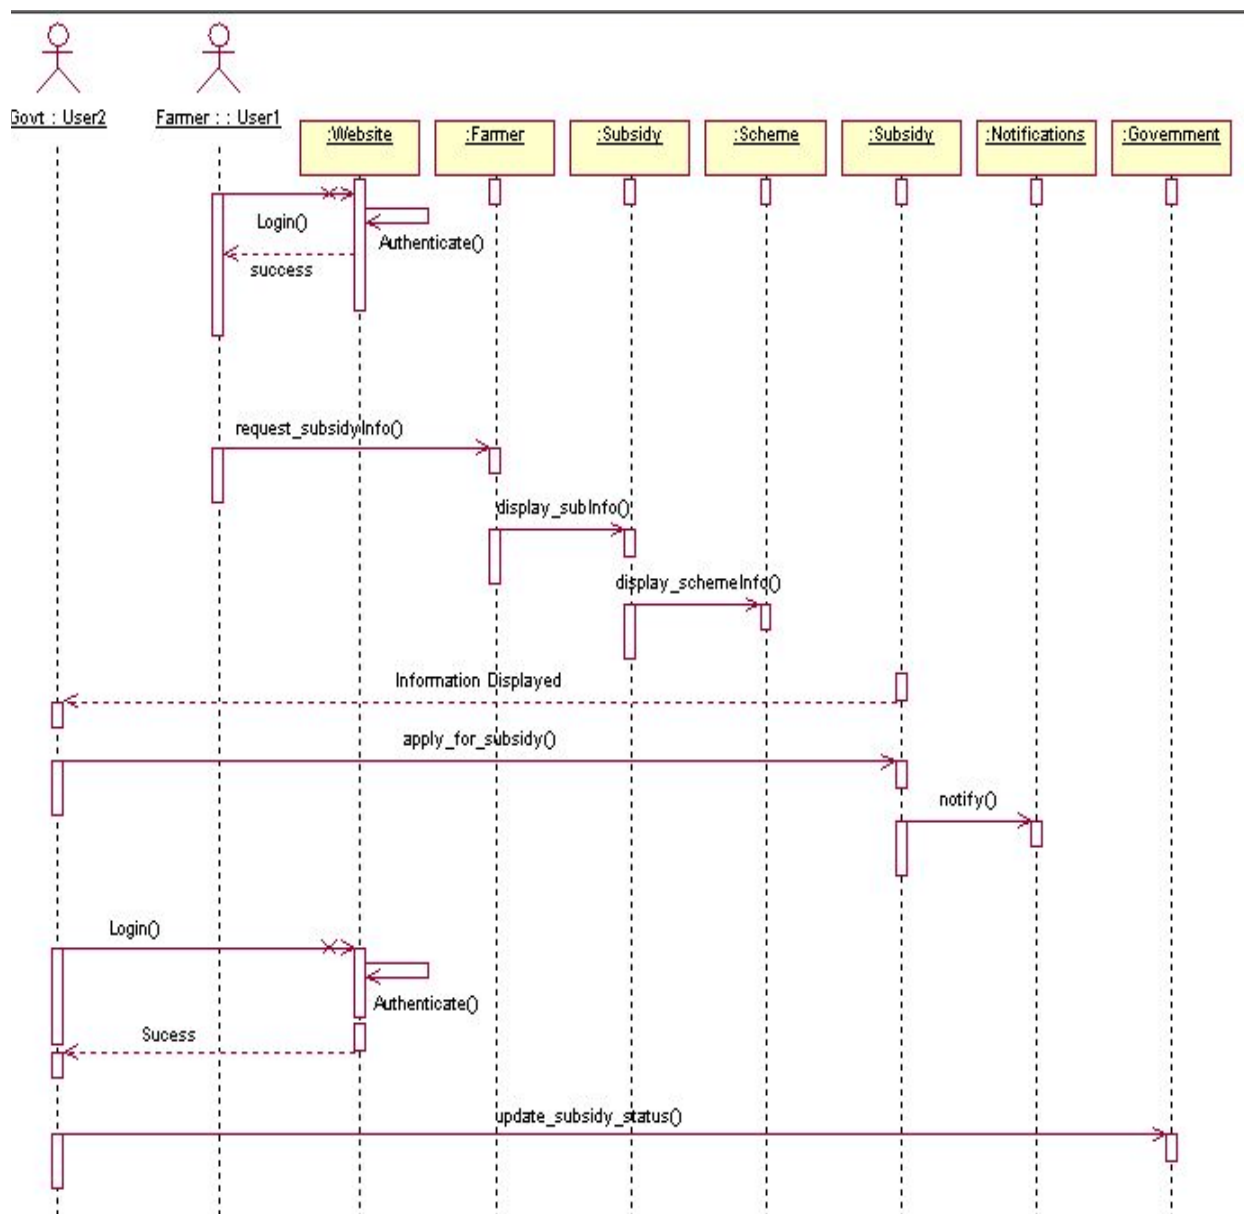 Govt : User2
Farmer : : User1
:Website
:Farmer
:Subsidy
:Scheme
:Subsidy
:Notifications
:Government
Login()
Authenticate()
success
request_subsidyInfo()
display_subInfo()
display_schemeInfo()
Information Displayed
apply_for_subsidy()
notify()
Login()
Authenticate()
Sucess
update_subsidy_status()